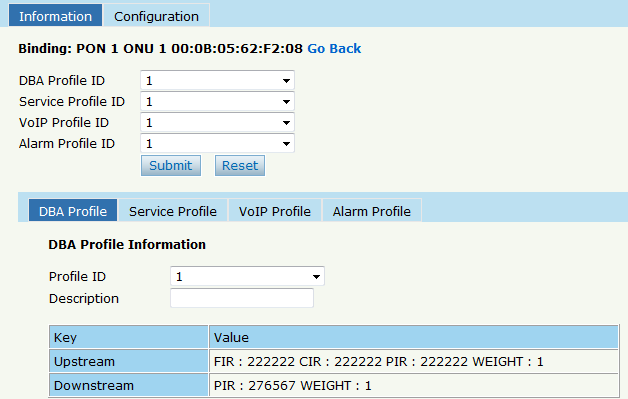 Information Configuration
Binding: PON 1 ONU 1 00:0B:05:62:F2:08 Go Back
DBA Profile ID 1
Service Profile ID 1
VoIP Profile ID 1
Alarm Profile ID 1
Submit Reset
DBA Profile Service Profile VoIP Profile Alarm Profile
DBA Profile Information
Profile ID 1
Description
Key Value
Upstream FIR : 222222 CIR : 222222 PIR : 222222 WEIGHT : 1
Downstream PIR : 276567 WEIGHT : 1